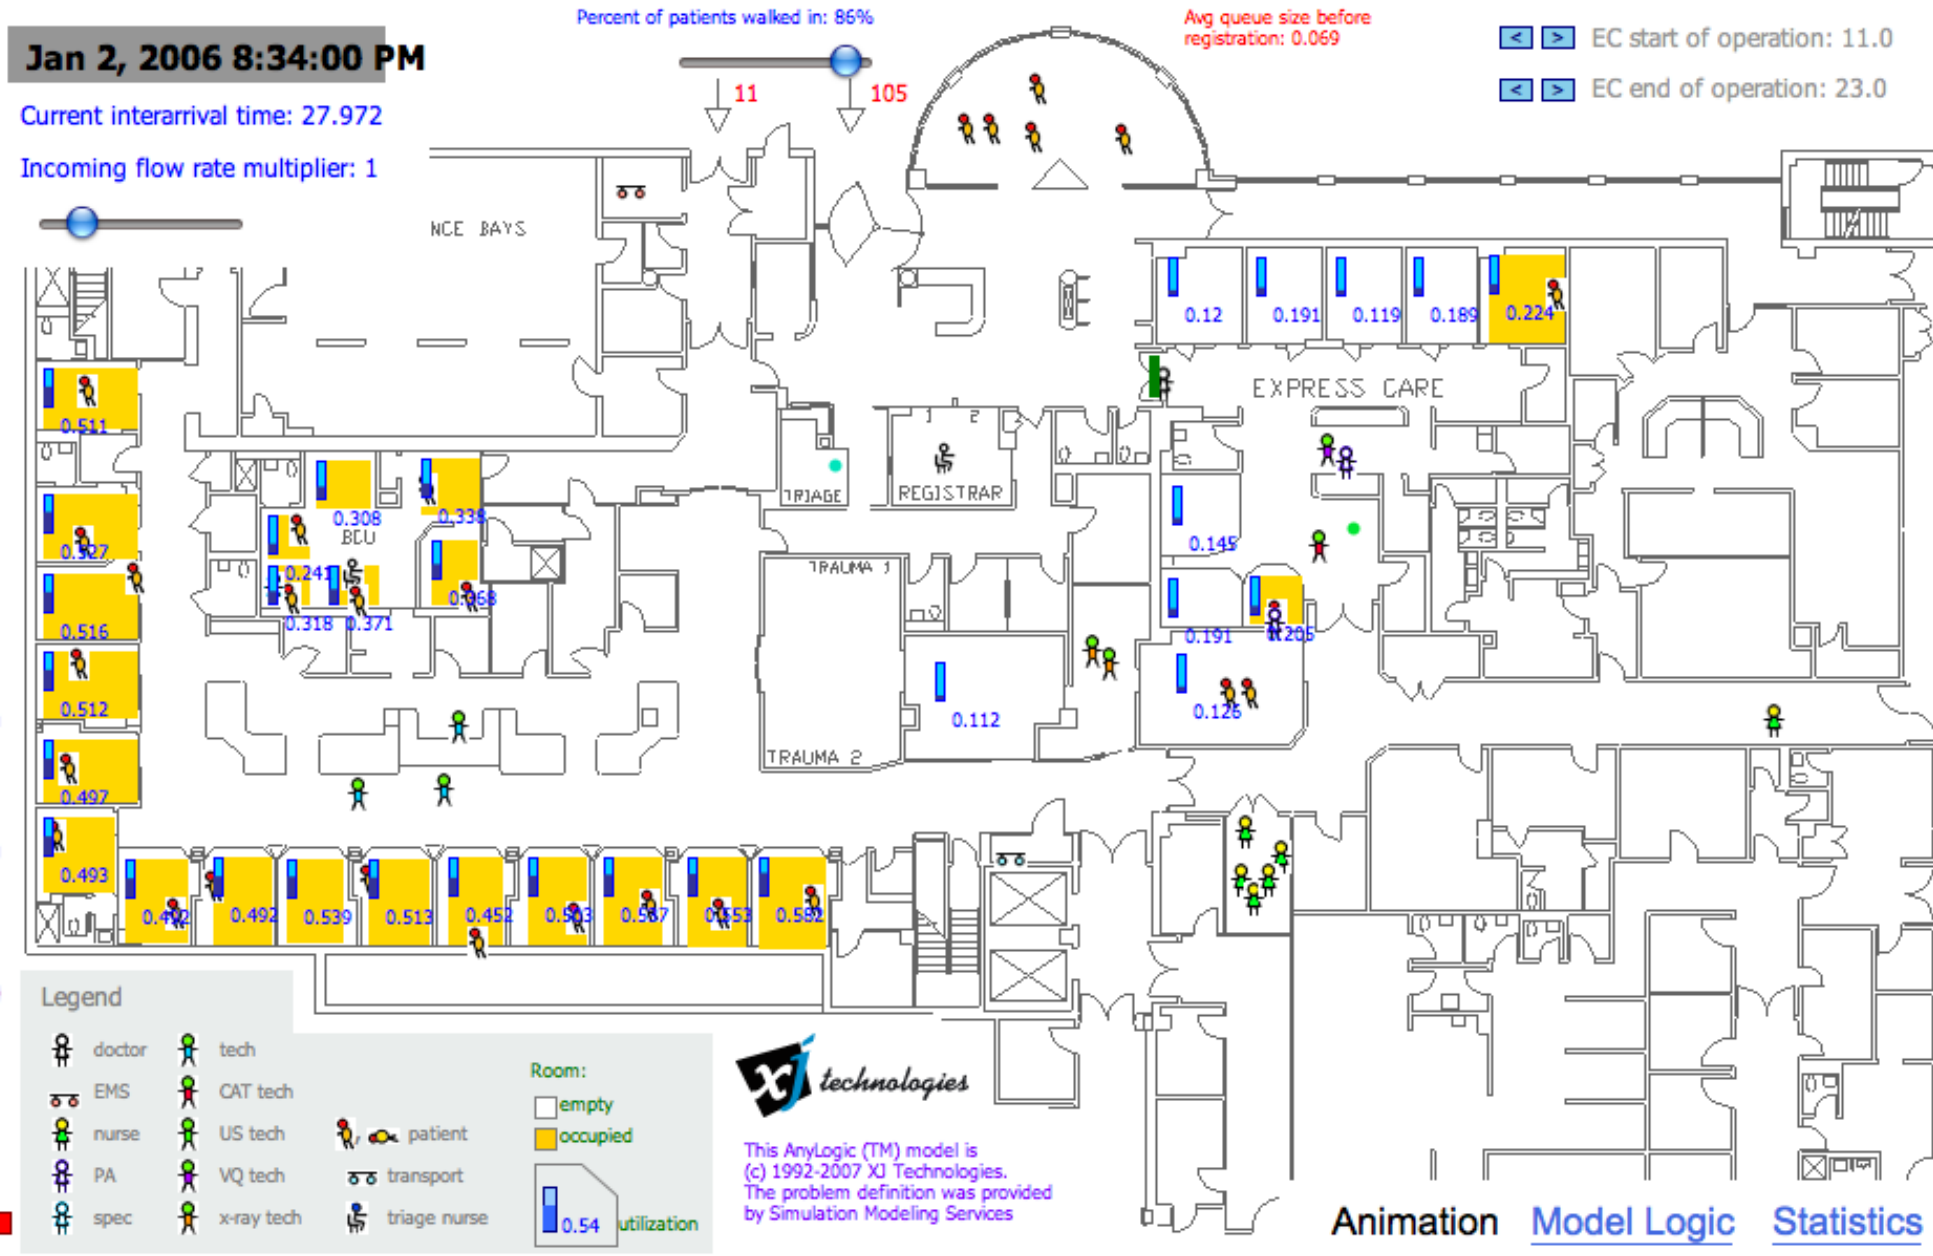 Percent of patients walked in: 86%
Avg queue size before
registration: 0.069
Jan 2, 2006 8:34:00 PM
< > EC start of operation: 11.0
< > EC end of operation: 23.0
11
105
Current interarrival time: 27.972
Incoming flow rate multiplier: 1
NCE BAYS
0.12
0.191
0.119
0.189
0.224
EXPRESS CARE
0.511
1 2
TRIAGE
REGISTRAR
0.308
0.338
BCU
0.527
0.241
0.318
0.371
0.516
0.145
TRAUMA 1
0.191
0.205
0.512
0.112
0.126
TRAUMA 2
0.497
0.493
0.492
0.539
0.513
0.452
0.553
0.582
Legend
doctor
EMS
nurse
PA
spec
tech
CAT tech
US tech
VQ tech
x-ray tech
, patient
transport
triage nurse
Room:
empty
occupied
0.54
utilization
xj technologies
This AnyLogic (TM) model is
(c) 1992-2007 XJ Technologies.
The problem definition was provided
by Simulation Modeling Services
Animation
Model Logic
Statistics